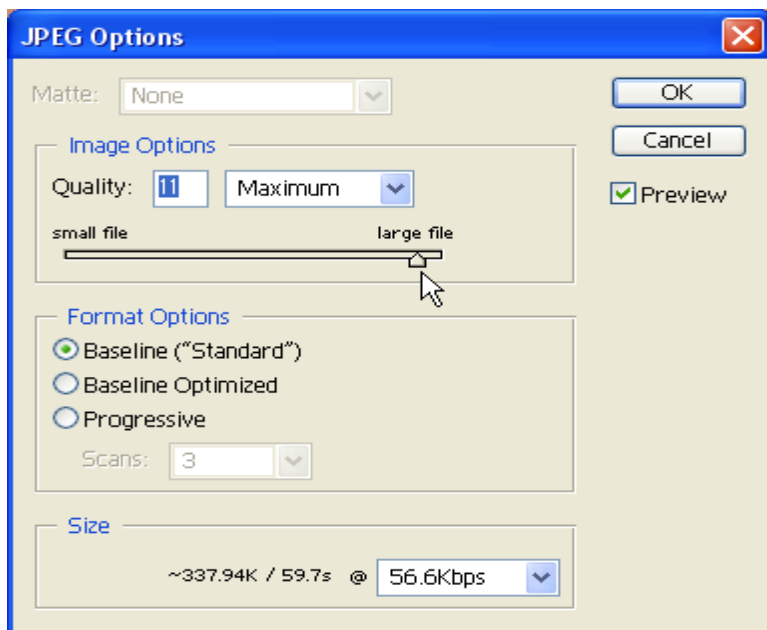 JPEG Options
Matte: None
OK
Image Options
Cancel
Quality: 11 Maximum
Preview
small file large file
Format Options
Baseline (“Standard”)
Baseline Optimized
Progressive
Scans: 3
Size
~337.94K / 59.7s @ 56.6Kbps